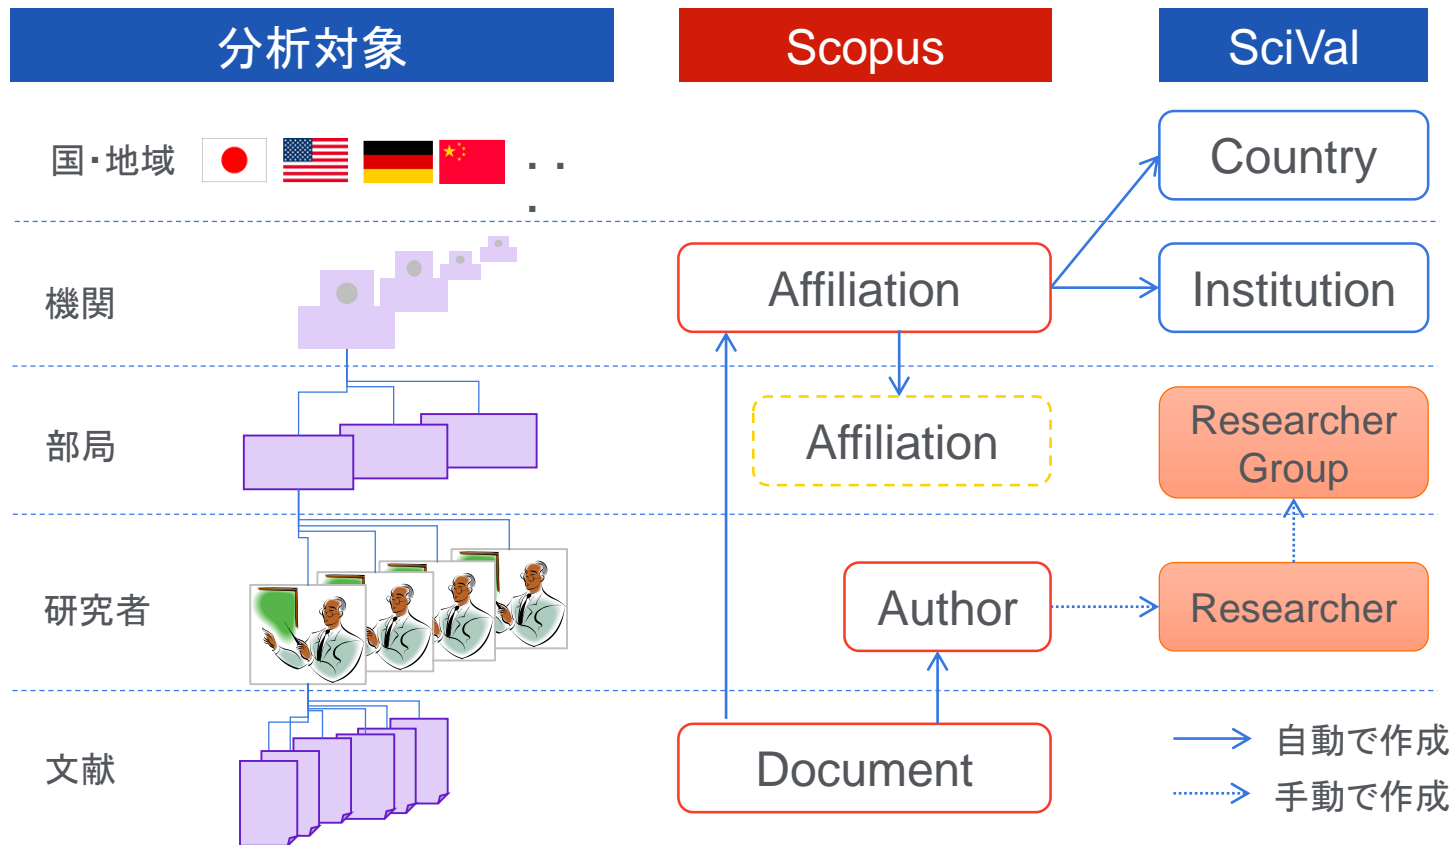 分析対象
Scopus
SciVal
国・地域
・・
・
Country
機関
Affiliation
Institution
部局
Affiliation
Researcher
Group
研究者
Author
Researcher
文献
Document
自動で作成
手動で作成